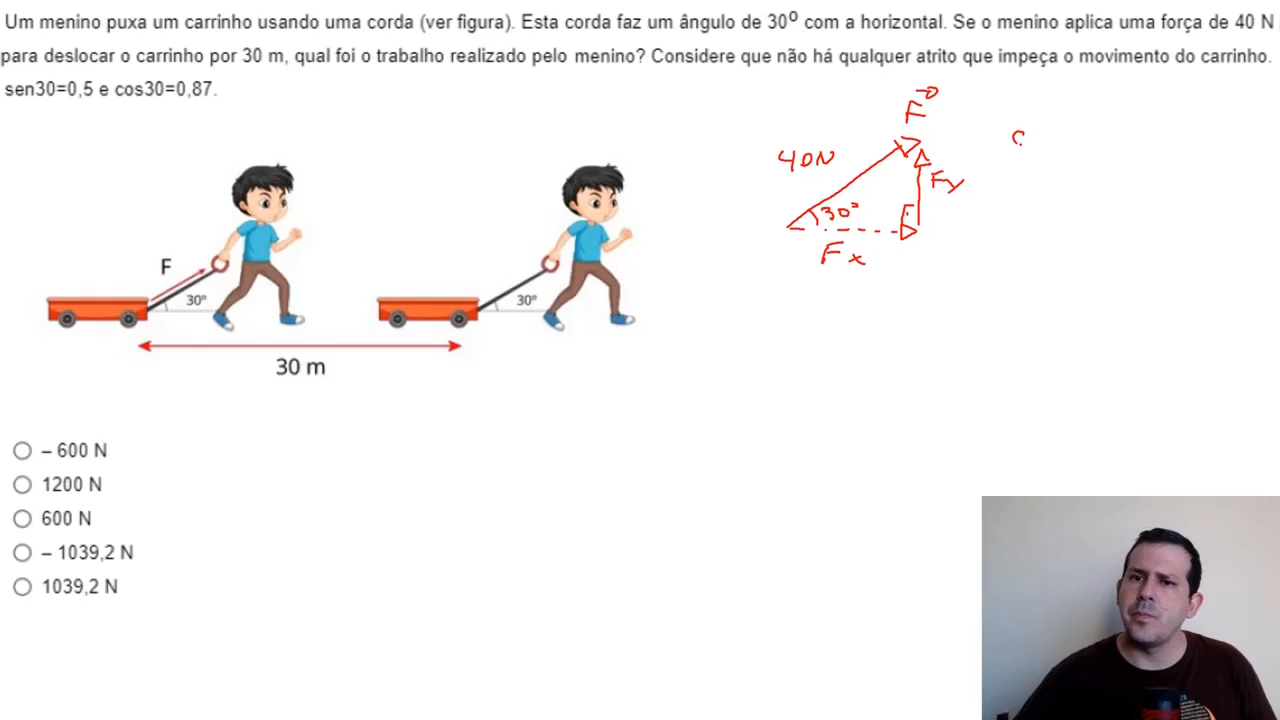 Um menino puxa um carrinho usando uma corda (ver figura). Esta corda faz um ângulo de 30º com a horizontal. Se o menino aplica uma força de 40 N
para deslocar o carrinho por 30 m, qual foi o trabalho realizado pelo menino? Considere que não há qualquer atrito que impeça o movimento do carrinho.
sen30=0,5 e cos30=0,87.
F
40N
Fy
30°
Fx
F
30°
30°
30 m
– 600 N
1200 N
600 N
– 1039,2 N
1039,2 N